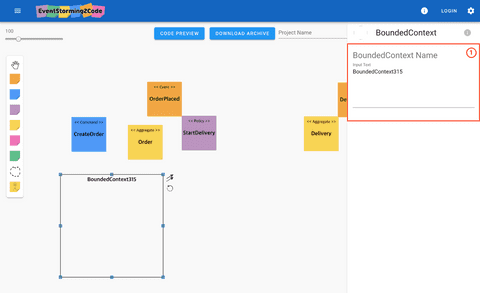 EventStorming2Code
LOGIN
BoundedContext
100
CODE PREVIEW
DOWNLOAD ARCHIVE
Project Name
BoundedContext Name
1
Input Text
BoundedContext315
<< Event >>
OrderPlaced
De
<< Command >>
CreateOrder
<< Aggregate >>
Order
<< Policy >>
StartDelivery
<< Aggregate >>
Delivery
BoundedContext315